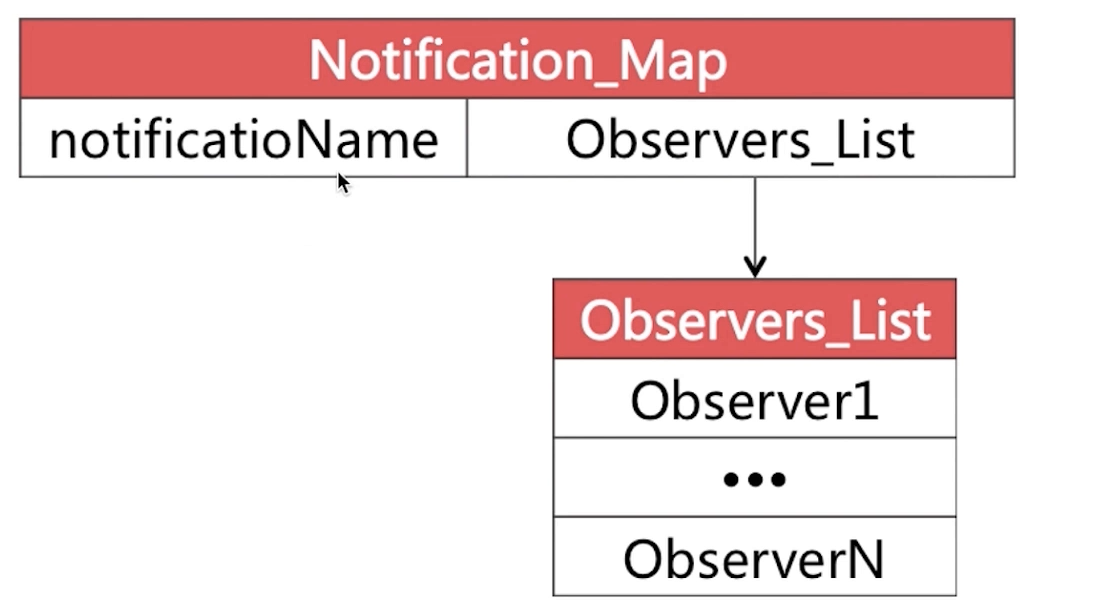 Notification_Map
notificatioName
Observers_List
Observers_List
Observer1
•••
ObserverN